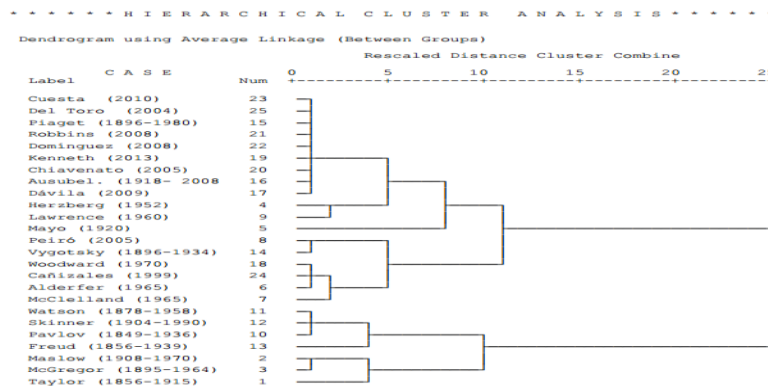 * * * * * * H I E R A R C H I C A L C L U S T E R A N A L Y S I S * * * * *
Dendrogram using Average Linkage (Between Groups)
Rescaled Distance Cluster Combine
C A S E 0 5 10 15 20 25
Label Num +---------+---------+---------+---------+---------+
Cuesta (2010) 23
Del Toro (2004) 25
Piaget (1896-1980) 15
Robbins (2008) 21
Dominguez (2008) 22
Kenneth (2013) 19
Chiavenato (2005) 20
Ausubel. (1918- 2008 16
Dávila (2009) 17
Herzberg (1952) 4
Lawrence (1960) 9
Mayo (1920) 5
Peiró (2005) 8
Vygotsky (1896-1934) 14
Woodward (1970) 18
Cañizales (1999) 24
Alderfer (1965) 6
McClelland (1965) 7
Watson (1878-1958) 11
Skinner (1904-1990) 12
Pavlov (1849-1936) 10
Freud (1856-1939) 13
Maslow (1908-1970) 2
McGregor (1895-1964) 3
Taylor (1856-1915) 1